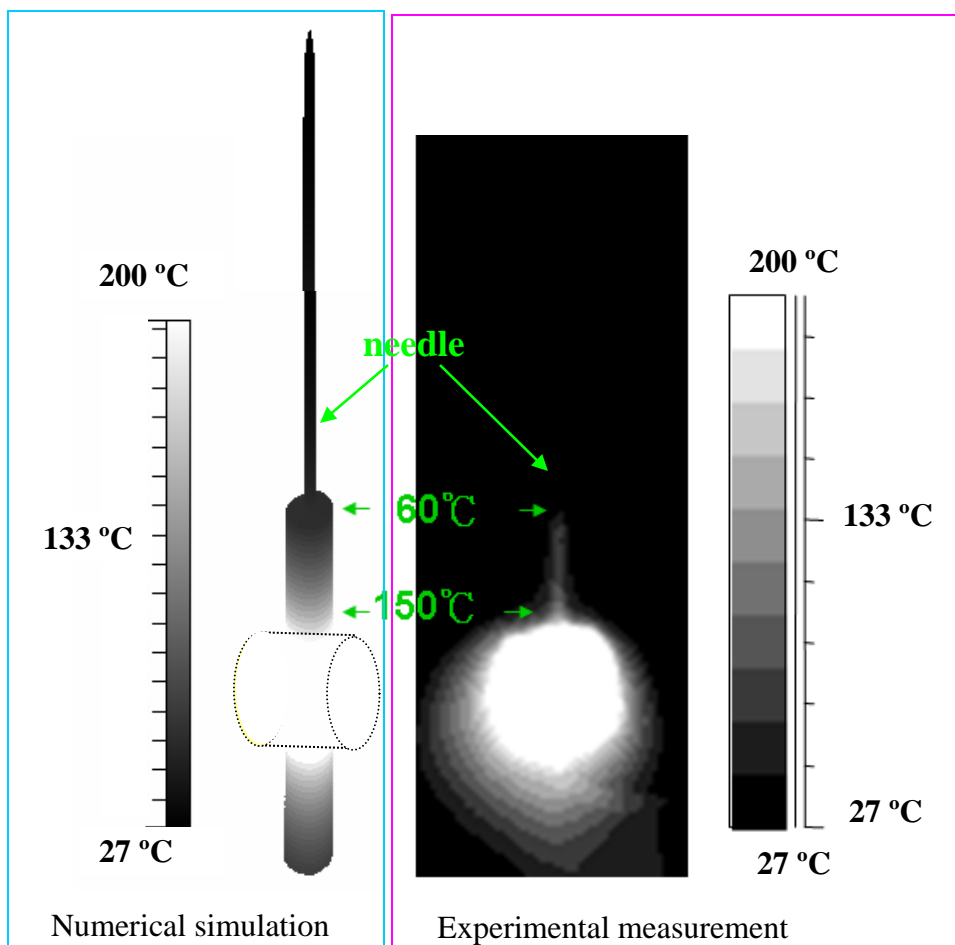 200 ºC
133 ºC
27 ºC
needle
60℃
150℃
200 ºC
133 ºC
27 ºC
27 ºC
Numerical simulation
Experimental measurement